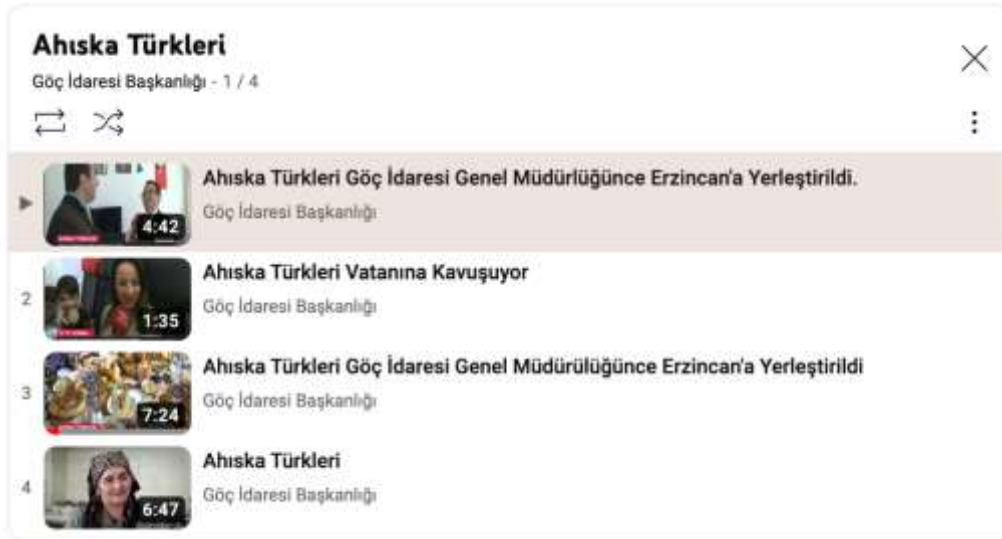 Ahıska Türkleri
Göç İdaresi Başkanlığı - 1 / 4
Ahıska Türkleri Göç İdaresi Genel Müdürlüğünce Erzincan'a Yerleştirildi.
Göç İdaresi Başkanlığı
4:42
2
Ahıska Türkleri Vatanına Kavuşuyor
Göç İdaresi Başkanlığı
1:35
3
Ahıska Türkleri Göç İdaresi Genel Müdürülüğünce Erzincan'a Yerleştirildi
Göç İdaresi Başkanlığı
7:24
4
Ahıska Türkleri
Göç İdaresi Başkanlığı
6:47